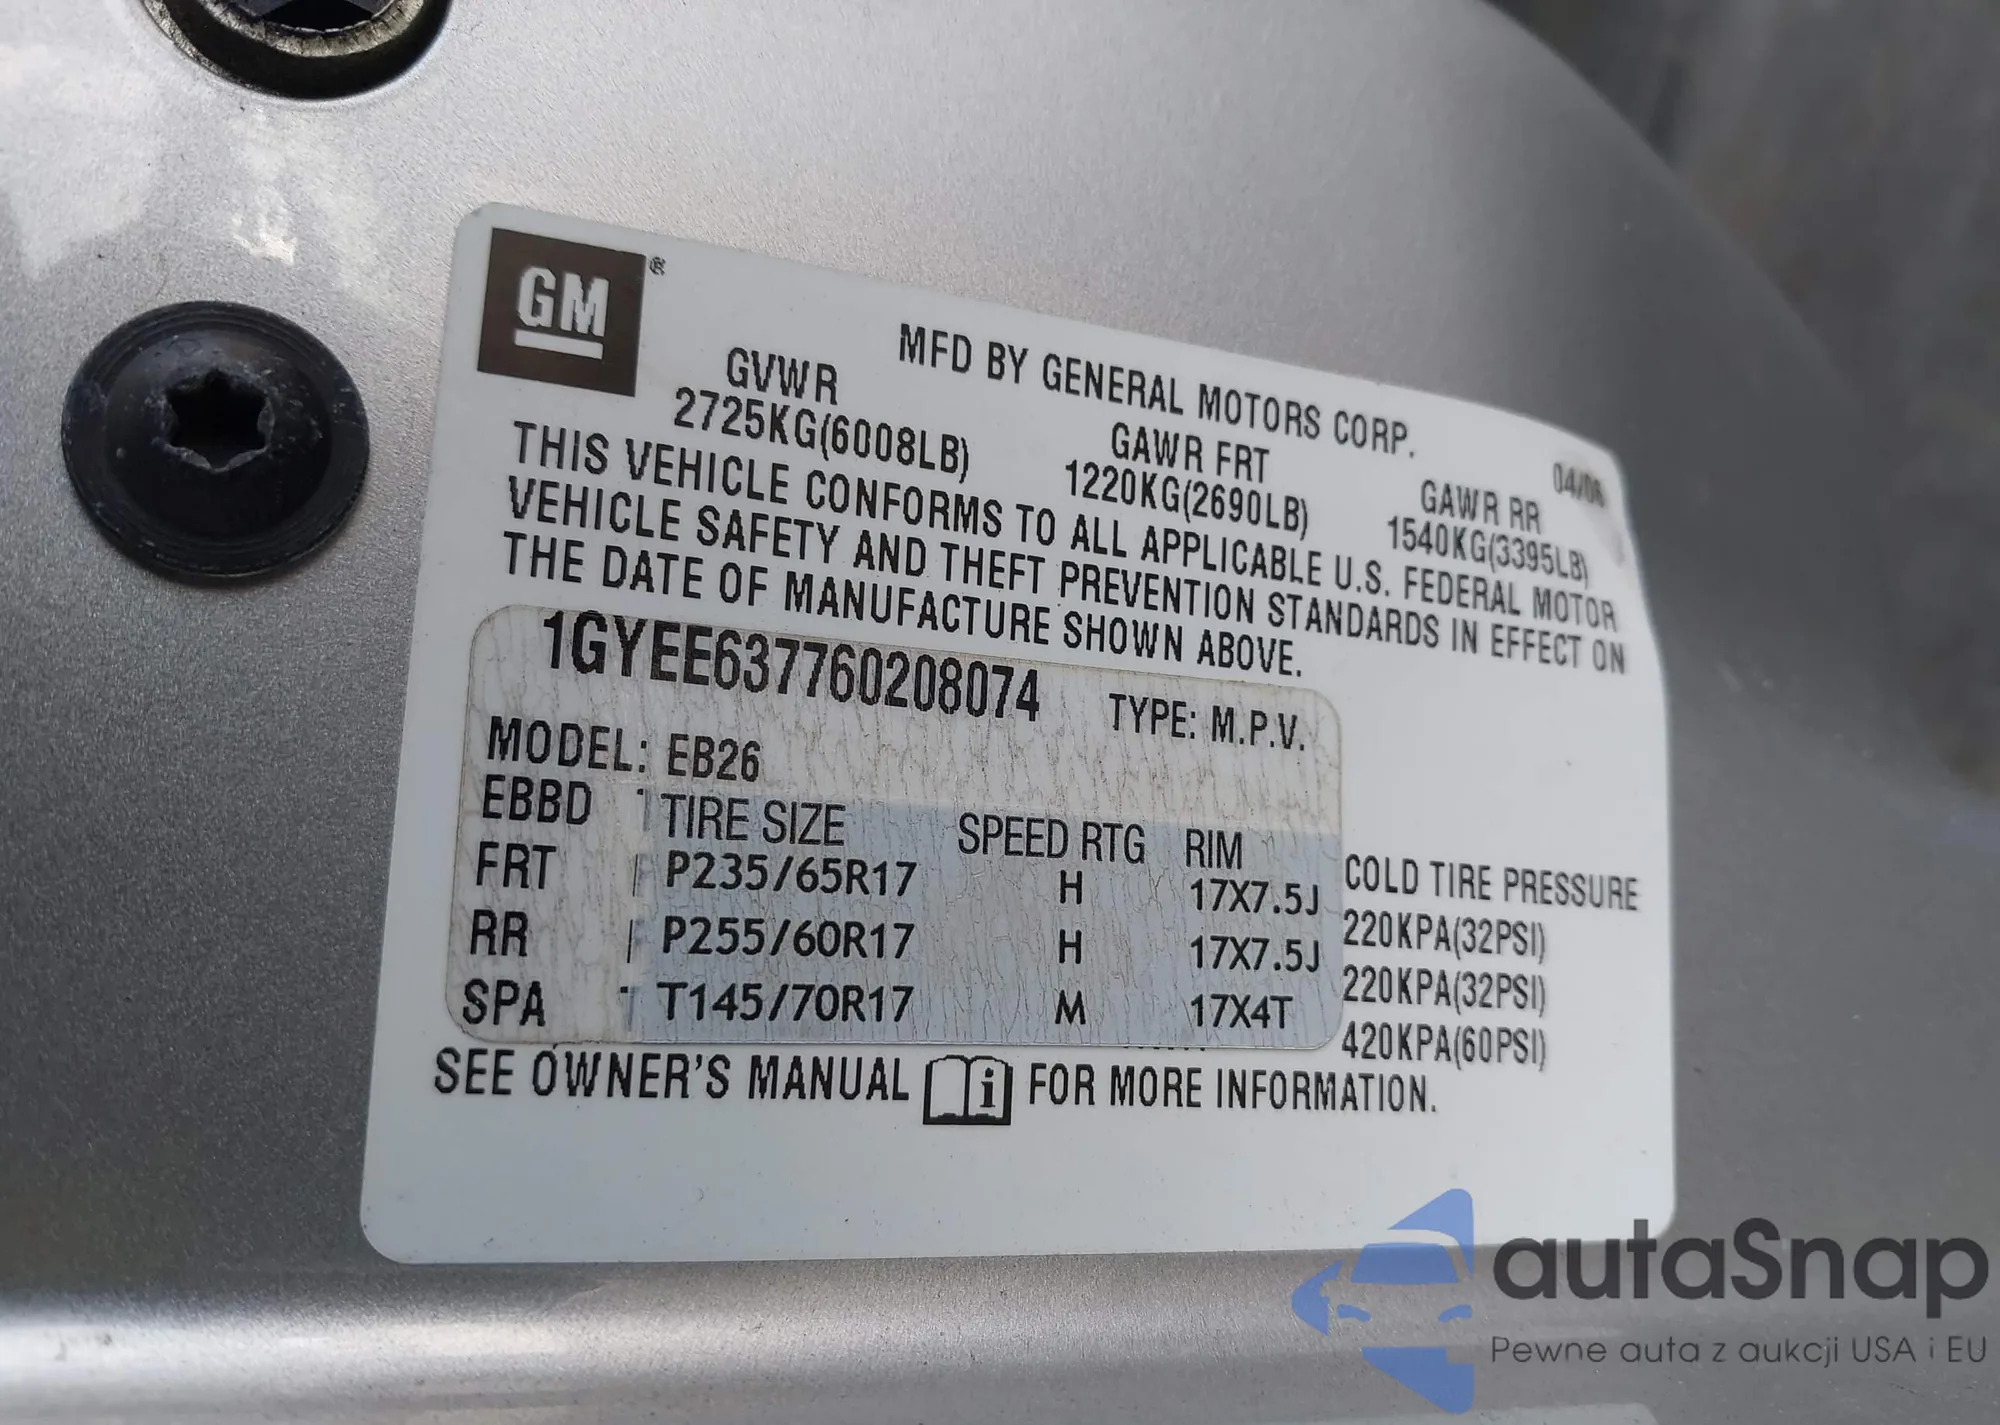 GM®
MFD BY GENERAL MOTORS CORP.
04/06
GVWR GAWR FRT GAWR RR
2725KG(6008LB) 1220KG(2690LB) 1540KG(3395LB)
THIS VEHICLE CONFORMS TO ALL APPLICABLE U.S. FEDERAL MOTOR
VEHICLE SAFETY AND THEFT PREVENTION STANDARDS IN EFFECT ON
THE DATE OF MANUFACTURE SHOWN ABOVE.
1GYEE637760208074 TYPE: M.P.V.
MODEL: EB26
EBBD TIRE SIZE SPEED RTG RIM COLD TIRE PRESSURE
FRT P235/65R17 H 17X7.5J 220KPA(32PSI)
RR P255/60R17 H 17X7.5J 220KPA(32PSI)
SPA T145/70R17 M 17X4T 420KPA(60PSI)
SEE OWNER'S MANUAL i FOR MORE INFORMATION.
autaSnap
Pewne auta z aukcji USA i EU